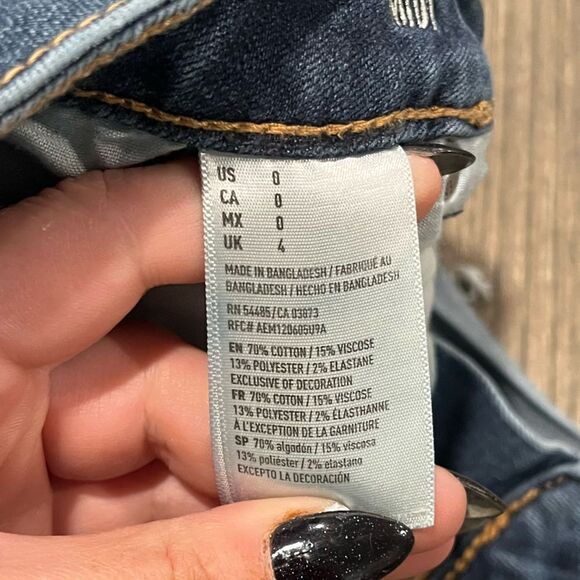 US 0
CA 0
MX 0
UK 4
MADE IN BANGLADESH / FABRIQUÉ AU
BANGLADESH / HECHO EN BANGLADESH
RN 54485/CA 03873
RFC# AEM120605U9A
EN 70% COTTON / 15% VISCOSE
13% POLYESTER / 2% ELASTANE
EXCLUSIVE OF DECORATION
FR 70% COTON / 15% VISCOSE
13% POLYESTER / 2% ÉLASTHANNE
À L'EXCEPTION DE LA GARNITURE
SP 70% algodón / 15% viscosa
13% poliéster / 2% elastano
EXCEPTO LA DECORACIÓN